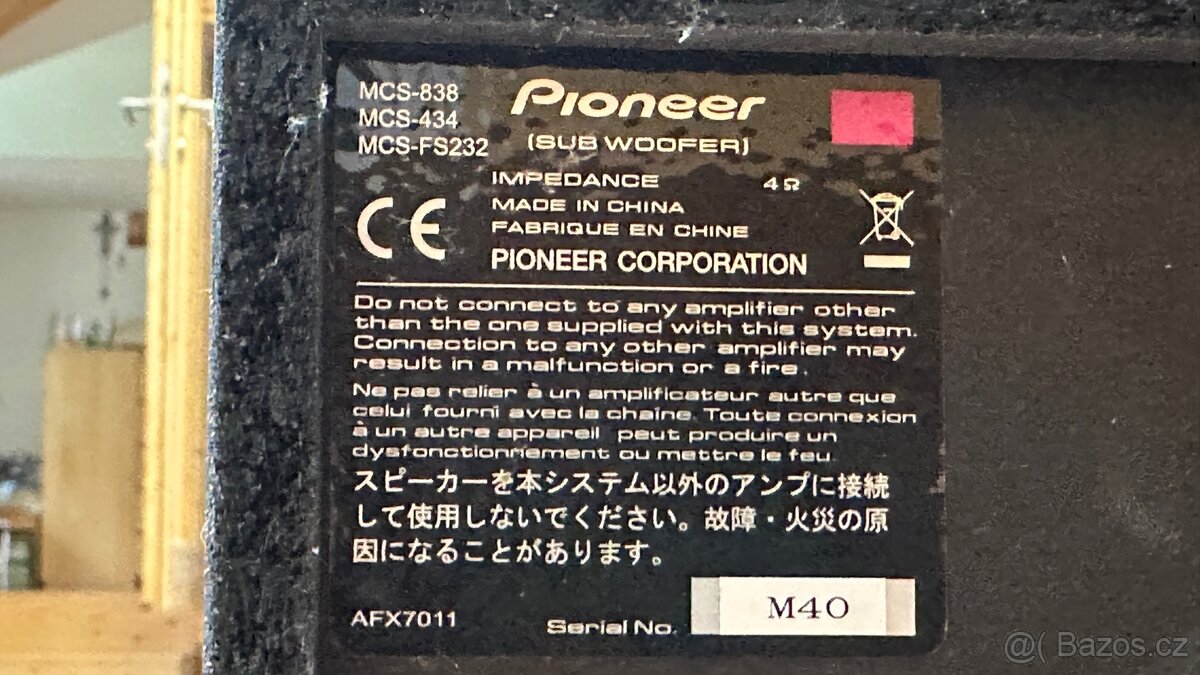 MCS-838
MCS-434
MCS-FS232
Pioneer
(SUB WOOFER)
IMPEDANCE 4Ω
MADE IN CHINA
FABRIQUE EN CHINE
PIONEER CORPORATION
CE
Do not connect to any amplifier other
than the one supplied with this system.
Connection to any other amplifier may
result in a malfunction or a fire.
Ne pas relier à un amplificateur autre que
celui fourni avec la chaîne. Toute connexion
à un autre appareil peut produire un
dysfonctionnement ou mettre le feu.
スピーカーを本システム以外のアンプに接続
して使用しないでください。故障・火災の原
因になることがあります。
AFX7011
Serial No. M40
@( Bazos.cz